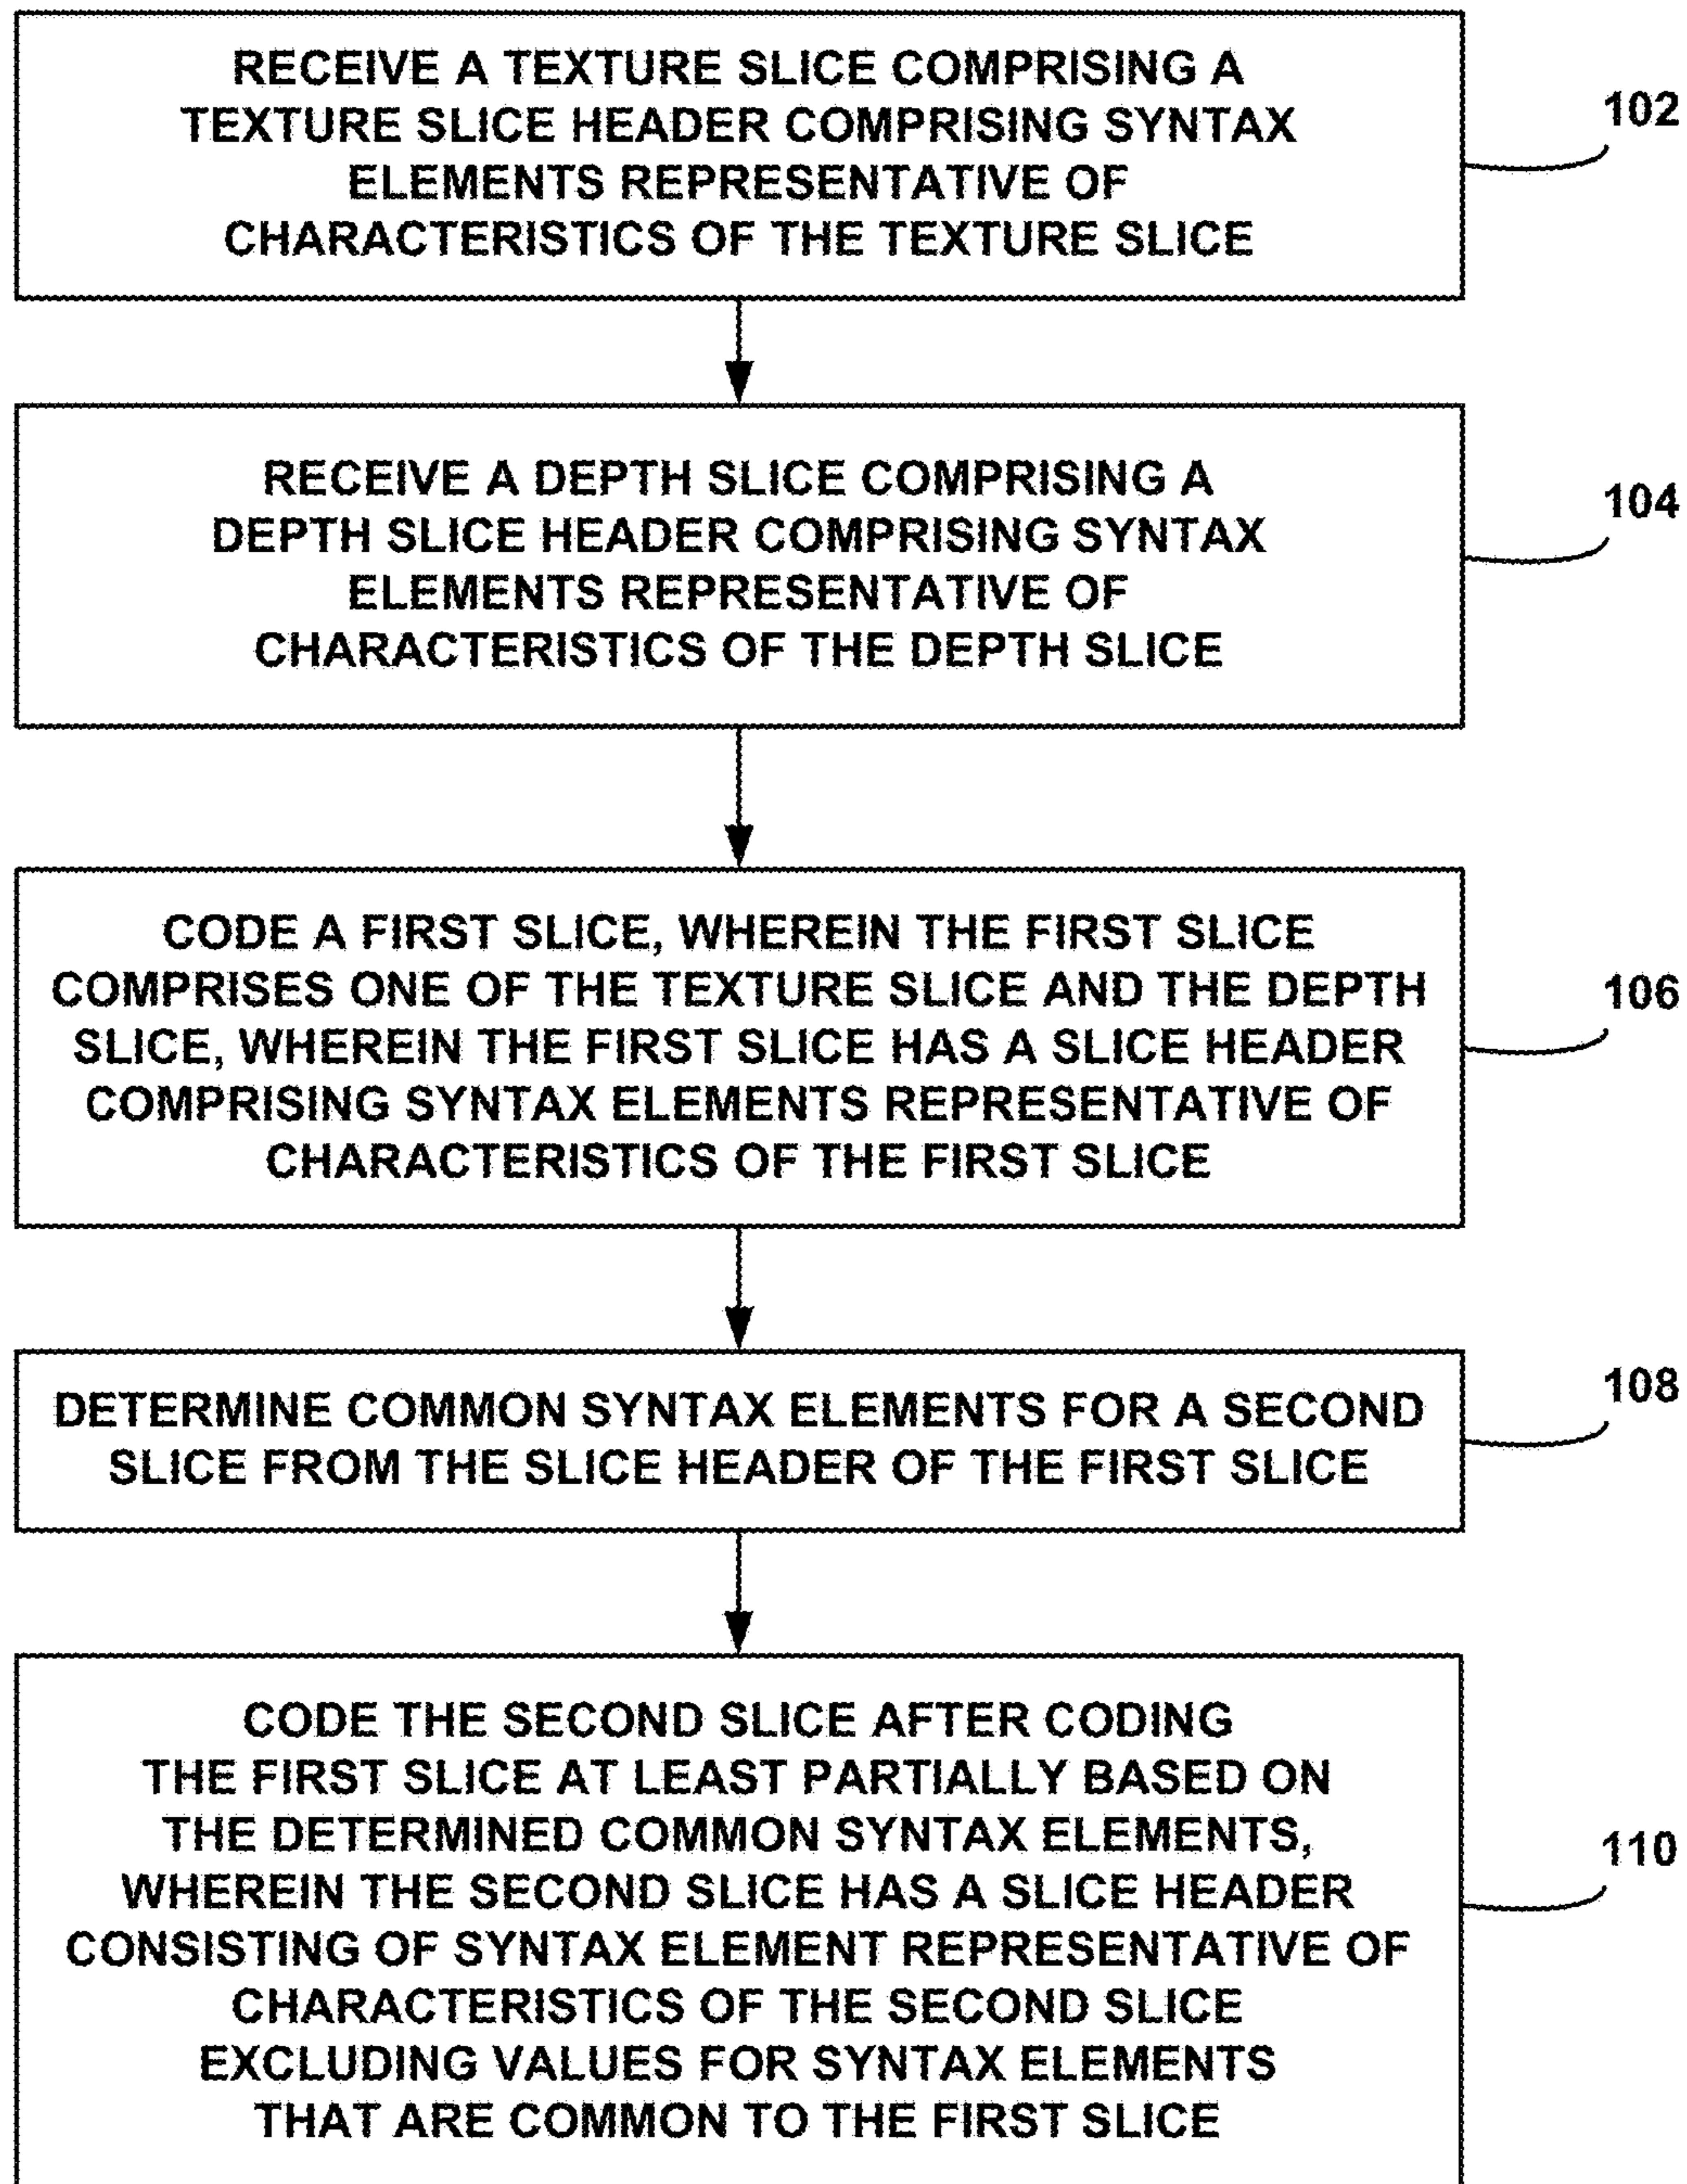 RECEIVE A TEXTURE SLICE COMPRISING A
TEXTURE SLICE HEADER COMPRISING SYNTAX
ELEMENTS REPRESENTATIVE OF
CHARACTERISTICS OF THE TEXTURE SLICE
102
RECEIVE A DEPTH SLICE COMPRISING A
DEPTH SLICE HEADER COMPRISING SYNTAX
ELEMENTS REPRESENTATIVE OF
CHARACTERISTICS OF THE DEPTH SLICE
104
CODE A FIRST SLICE, WHEREIN THE FIRST SLICE
COMPRISES ONE OF THE TEXTURE SLICE AND THE DEPTH
SLICE, WHEREIN THE FIRST SLICE HAS A SLICE HEADER
COMPRISING SYNTAX ELEMENTS REPRESENTATIVE OF
CHARACTERISTICS OF THE FIRST SLICE
106
DETERMINE COMMON SYNTAX ELEMENTS FOR A SECOND
SLICE FROM THE SLICE HEADER OF THE FIRST SLICE
108
CODE THE SECOND SLICE AFTER CODING
THE FIRST SLICE AT LEAST PARTIALLY BASED ON
THE DETERMINED COMMON SYNTAX ELEMENTS,
WHEREIN THE SECOND SLICE HAS A SLICE HEADER
CONSISTING OF SYNTAX ELEMENT REPRESENTATIVE OF
CHARACTERISTICS OF THE SECOND SLICE
EXCLUDING VALUES FOR SYNTAX ELEMENTS
THAT ARE COMMON TO THE FIRST SLICE
110